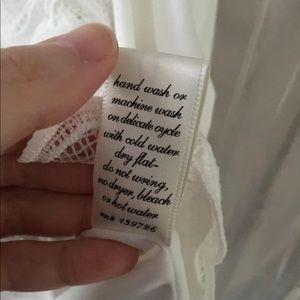 hand wash or
machine wash
on delicate cycle
with cold water
dry flat-
do not wring,
no dryer, bleach
or hot water
rn# 139726